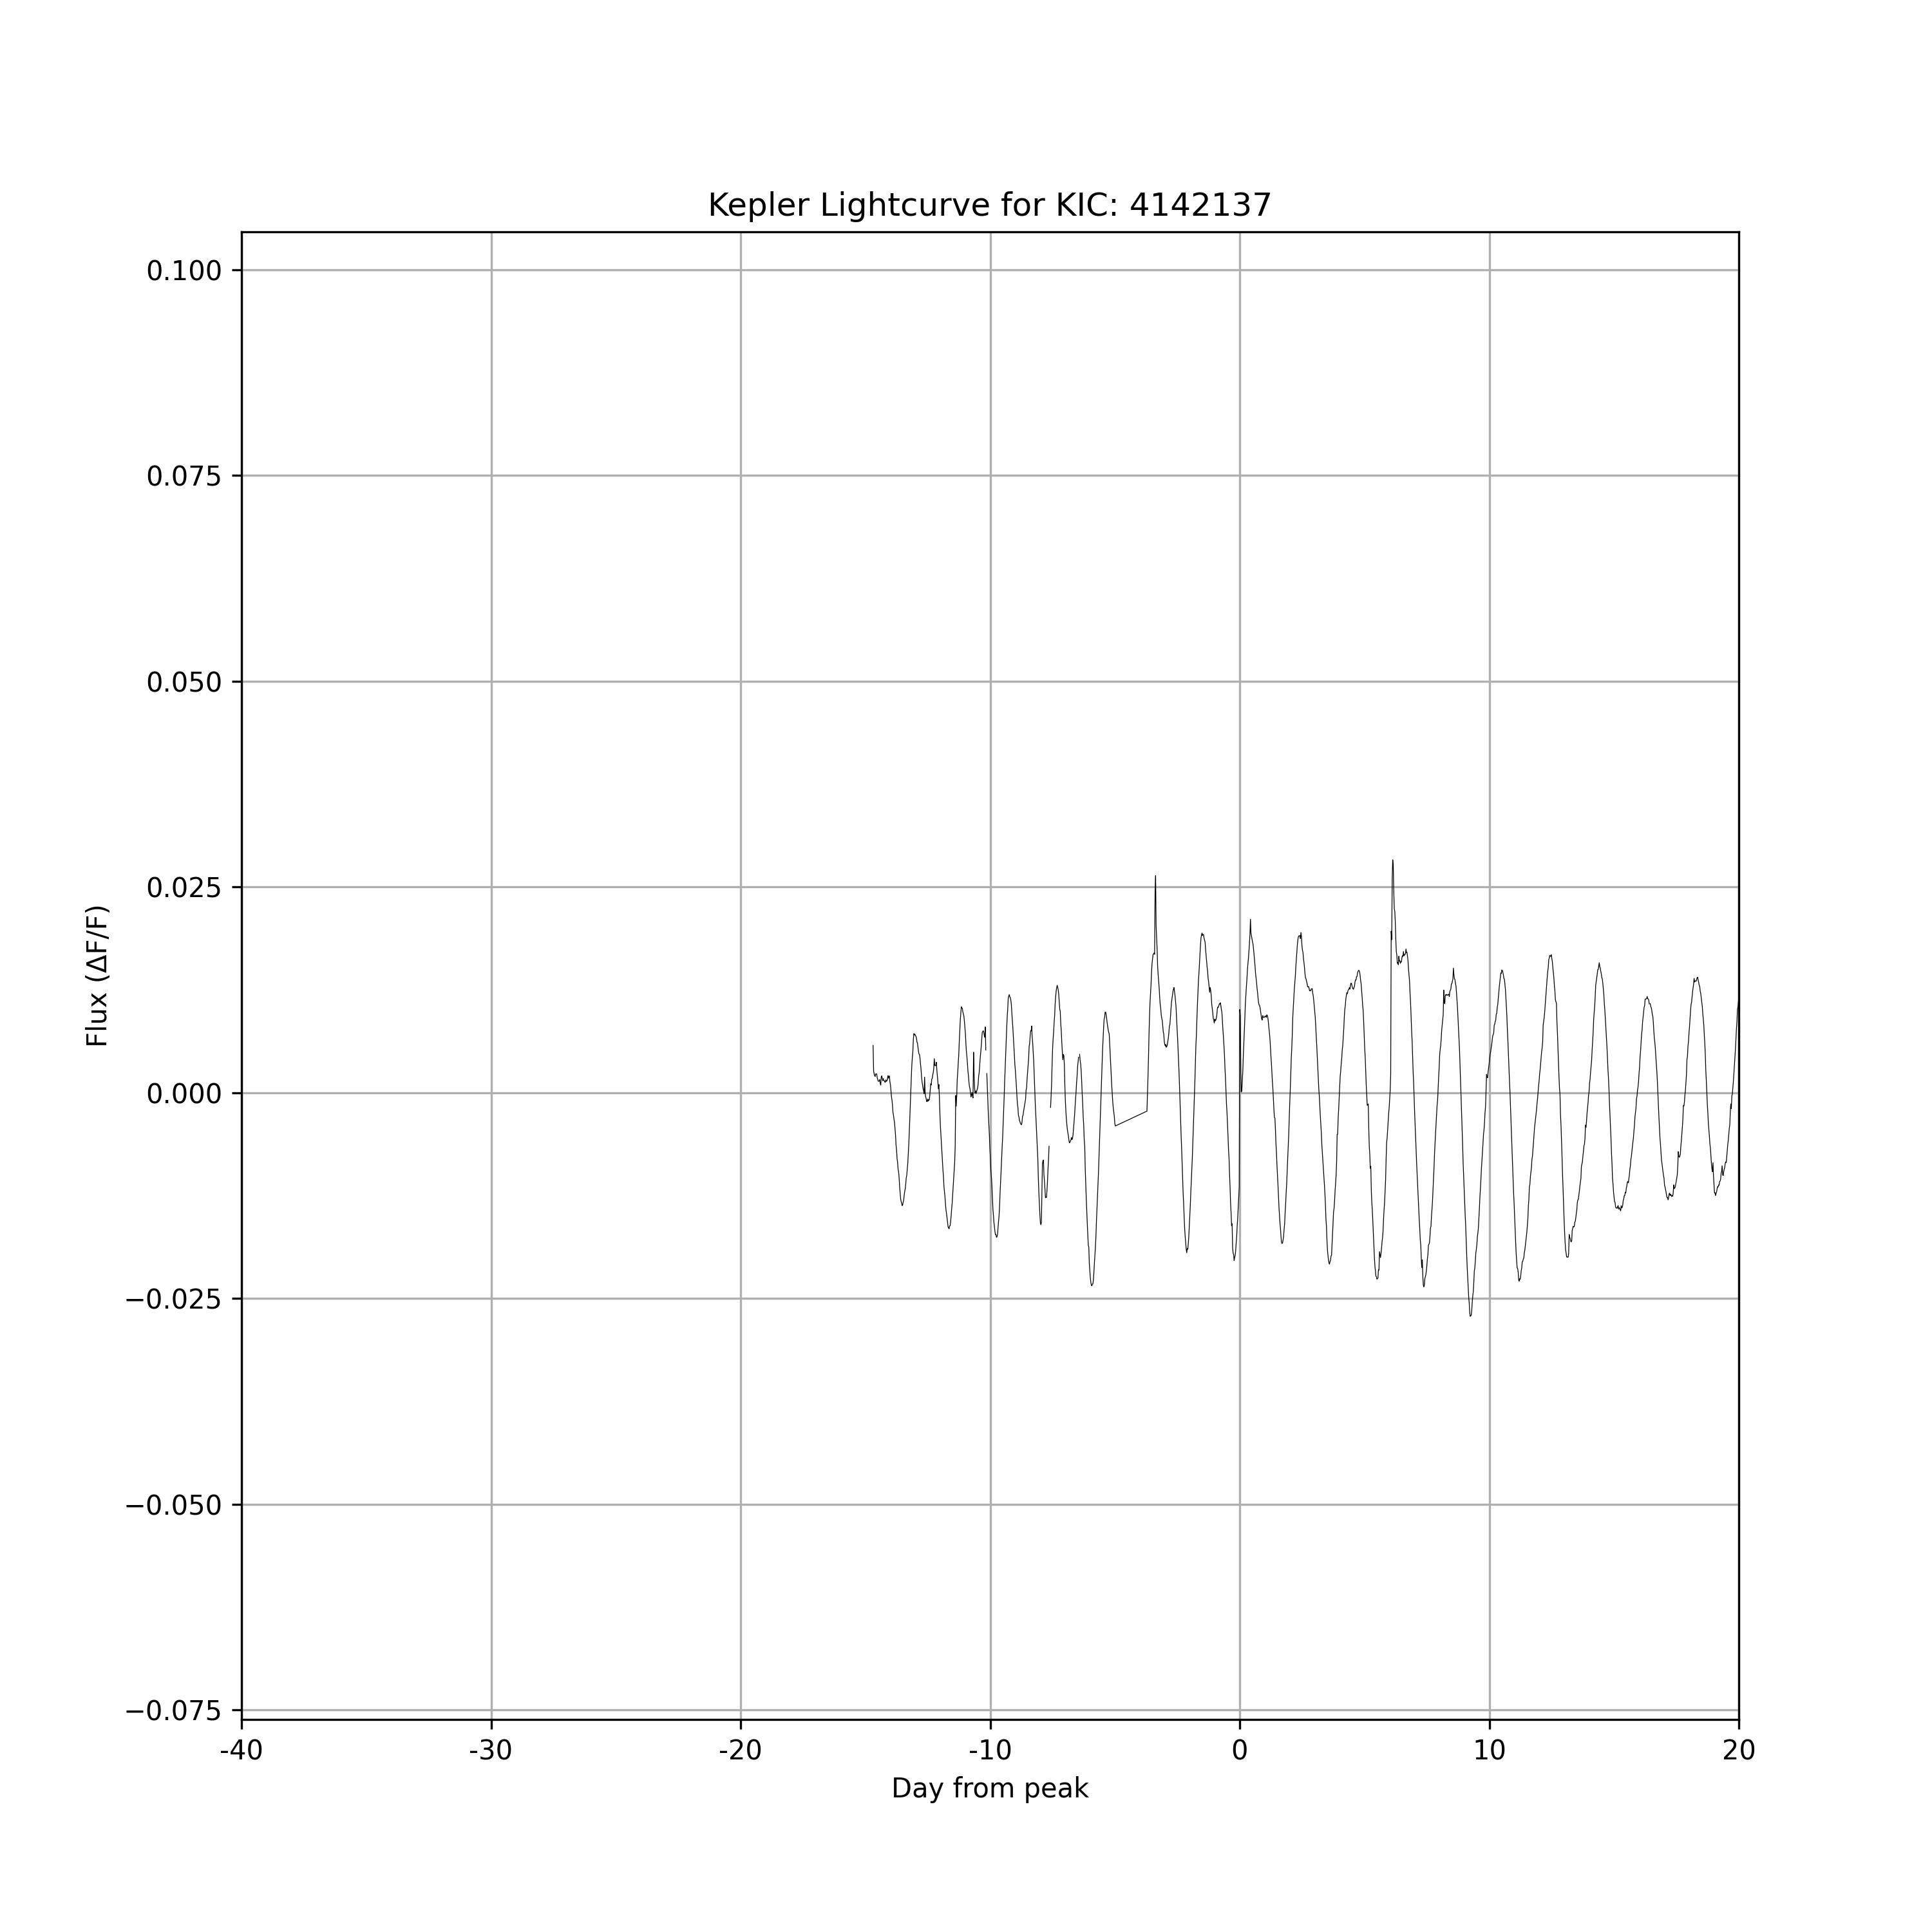 Kepler Lightcurve for KIC: 4142137
0.100
0.075
0.050
0.025
0.000
−0.025
−0.050
−0.075
Flux (ΔF/F)
-40 -30 -20 -10 0 10 20
Day from peak